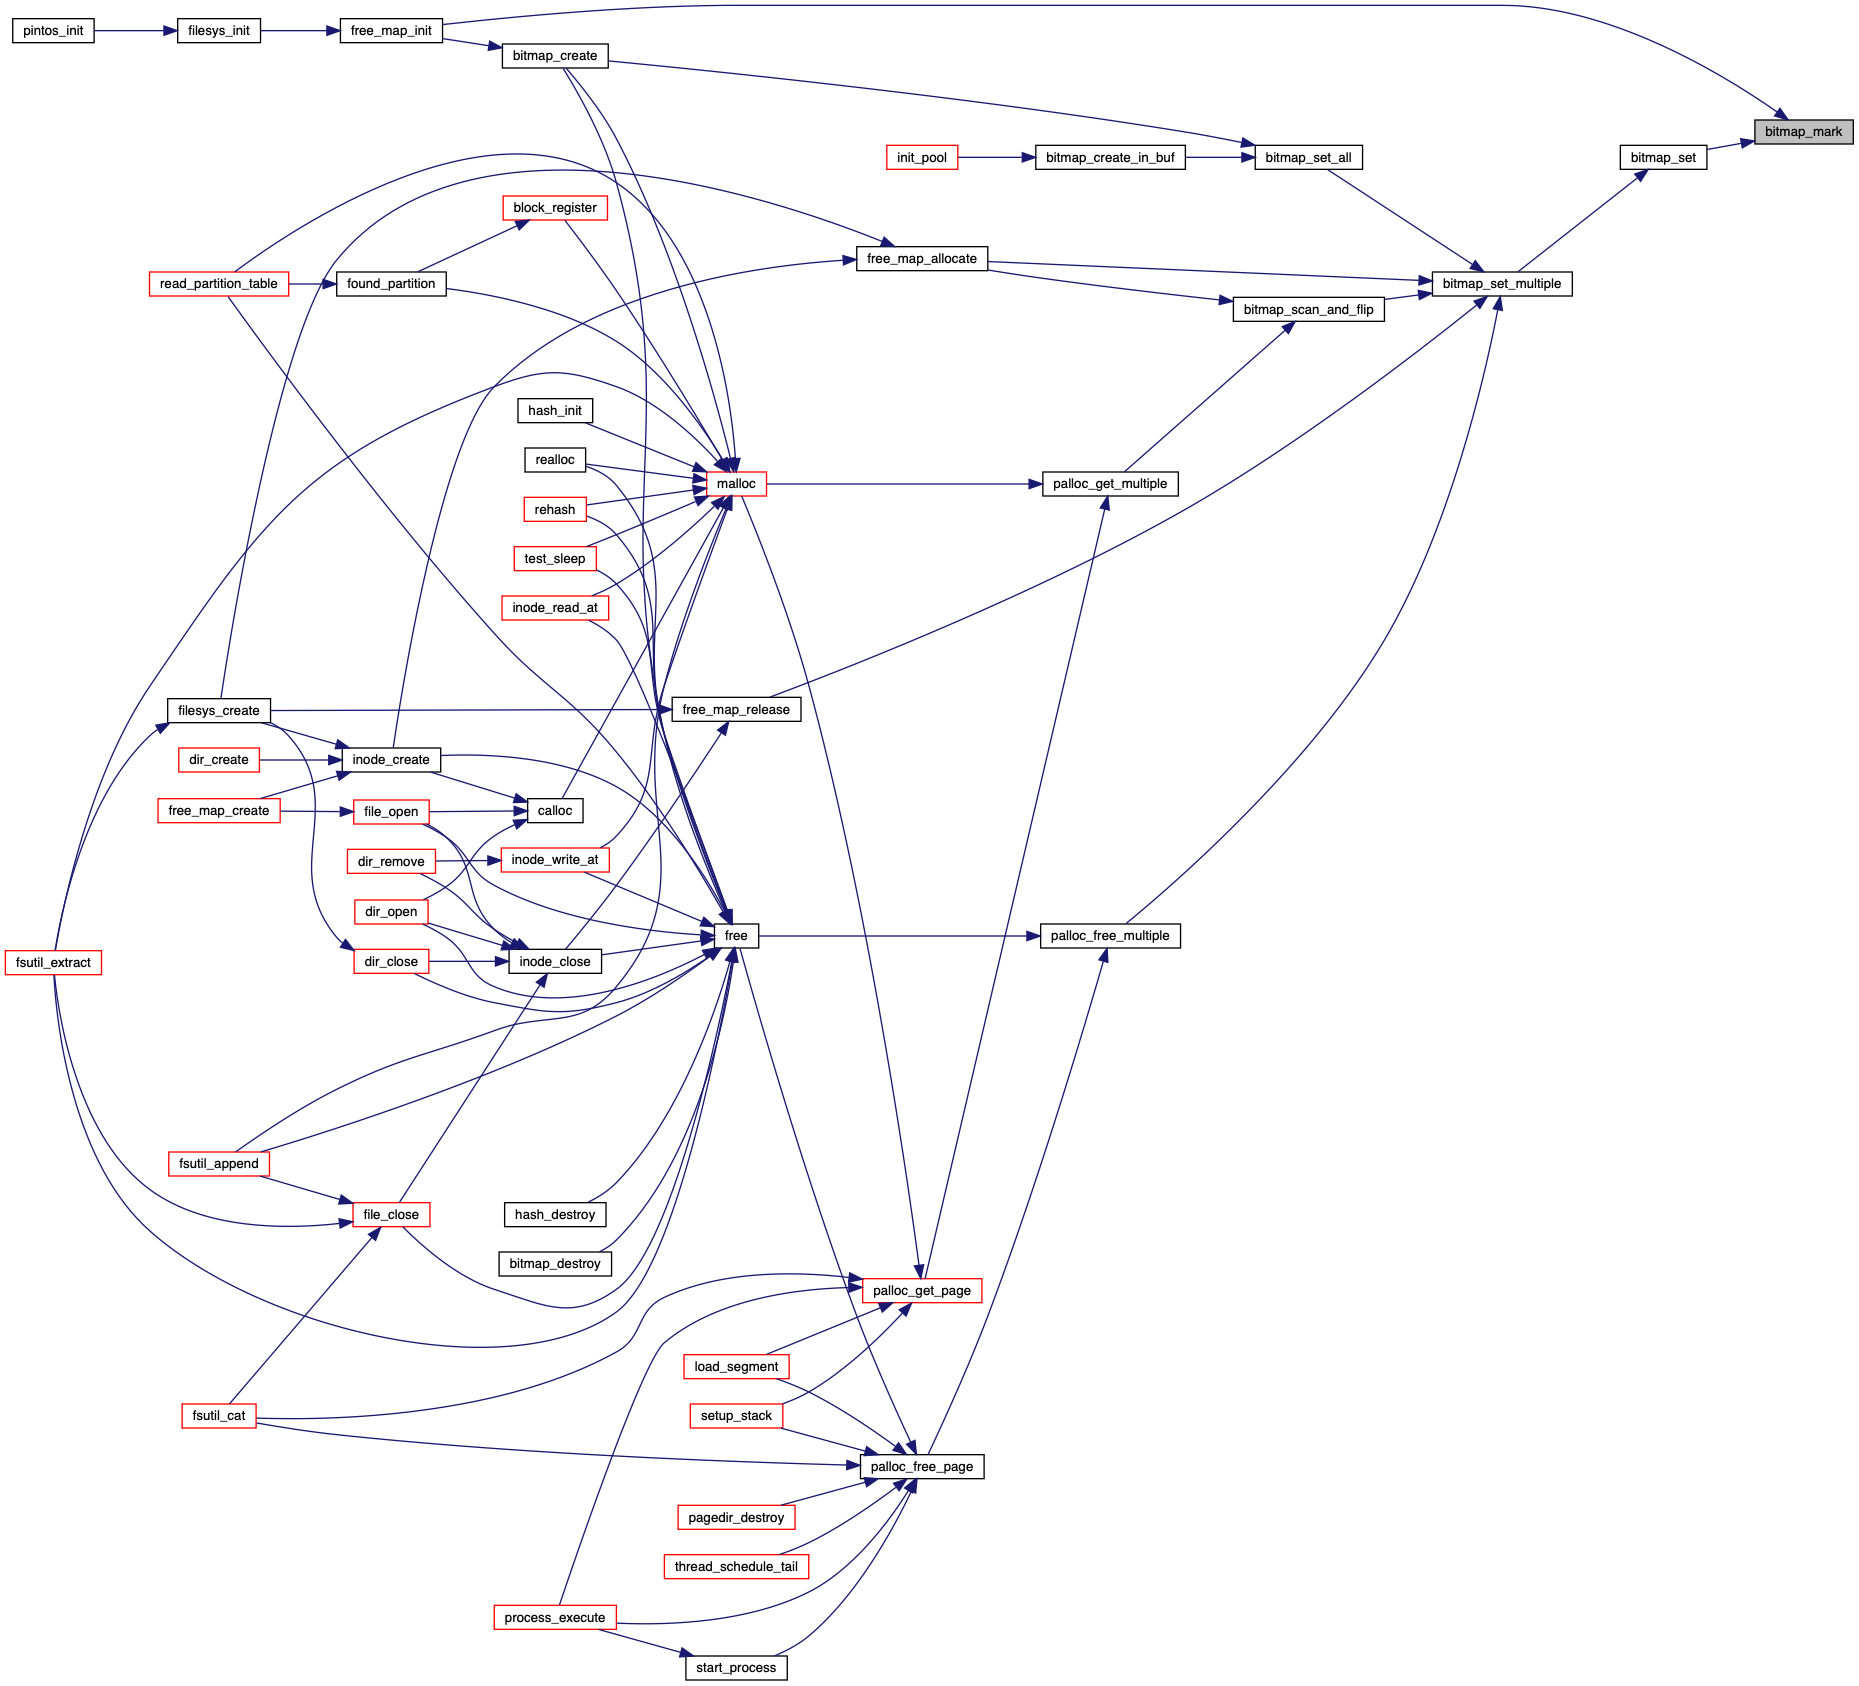 pintos_init
filesys_init
free_map_init
bitmap_create
bitmap_mark
init_pool
bitmap_create_in_buf
bitmap_set_all
bitmap_set
block_register
free_map_allocate
read_partition_table
found_partition
bitmap_set_multiple
bitmap_scan_and_flip
hash_init
realloc
malloc
palloc_get_multiple
rehash
test_sleep
inode_read_at
filesys_create
free_map_release
dir_create
inode_create
free_map_create
file_open
calloc
dir_remove
inode_write_at
dir_open
free
palloc_free_multiple
fsutil_extract
dir_close
inode_close
fsutil_append
file_close
hash_destroy
bitmap_destroy
palloc_get_page
load_segment
fsutil_cat
setup_stack
palloc_free_page
pagedir_destroy
thread_schedule_tail
process_execute
start_process